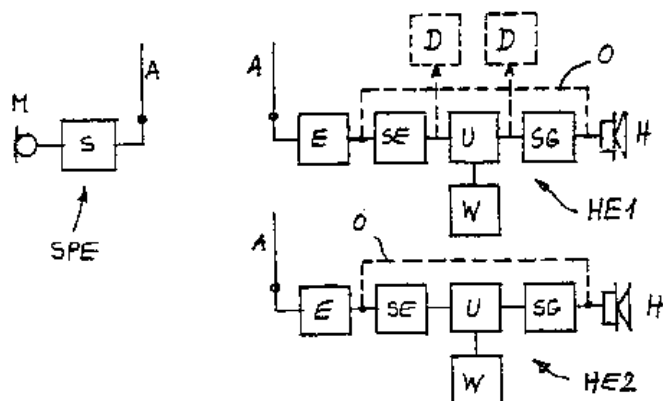 D D
A A O
M
S E SE U SG H
W HE1
SPE
A O
E SE U SG H
W HE2